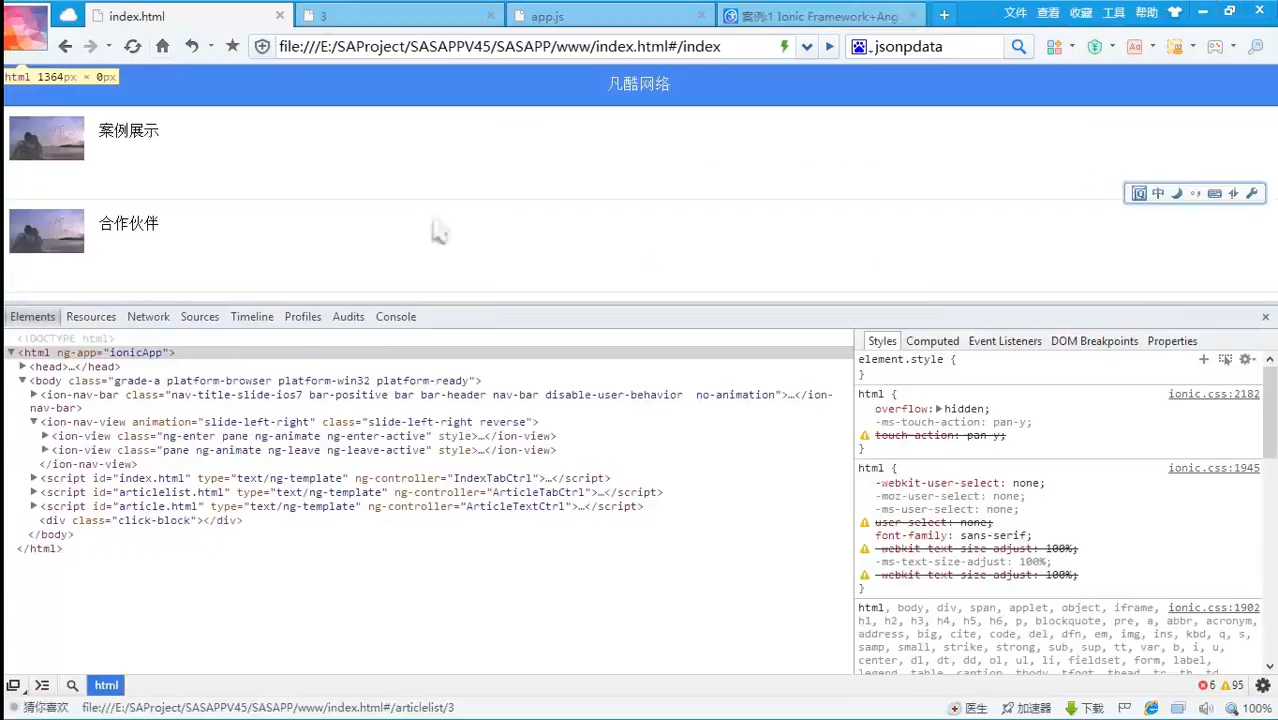 index.html
3
app.js
案例:1 Ionic Framework+Ang
文件 查看 收藏 工具 帮助
file:///E:/SAProject/SASAPPV45/SASAPP/www/index.html#/index
jsonpdata
html 1364px × 0px
凡酷网络
案例展示
中
合作伙伴
Elements Resources Network Sources Timeline Profiles Audits Console
<!DOCTYPE html>
<html ng-app="ionicApp">
<head>…</head>
<body class="grade-a platform-browser platform-win32 platform-ready">
<ion-nav-bar class="nav-title-slide-ios7 bar-positive bar bar-header nav-bar disable-user-behavior  no-animation">…</ion-
nav-bar>
<ion-nav-view animation="slide-left-right" class="slide-left-right reverse">
<ion-view class="ng-enter pane ng-animate ng-enter-active" style>…</ion-view>
<ion-view class="pane ng-animate ng-leave ng-leave-active" style>…</ion-view>
</ion-nav-view>
<script id="index.html" type="text/ng-template" ng-controller="IndexTabCtrl">…</script>
<script id="articlelist.html" type="text/ng-template" ng-controller="ArticleTabCtrl">…</script>
<script id="article.html" type="text/ng-template" ng-controller="ArticleTextCtrl">…</script>
<div class="click-block"></div>
</body>
</html>
Styles Computed Event Listeners DOM Breakpoints Properties
element.style {
}
html { ionic.css:2182
overflow: hidden;
-ms-touch-action: pan-y;
touch-action: pan-y;
}
html { ionic.css:1945
-webkit-user-select: none;
-moz-user-select: none;
-ms-user-select: none;
user-select: none;
font-family: sans-serif;
-webkit-text-size-adjust: 100%;
-ms-text-size-adjust: 100%;
-webkit-text-size-adjust: 100%;
}
html, body, div, span, applet, object, iframe, ionic.css:1902
h1, h2, h3, h4, h5, h6, p, blockquote, pre, a, abbr, acronym,
address, big, cite, code, del, dfn, em, img, ins, kbd, q, s,
samp, small, strike, strong, sub, sup, tt, var, b, i, u,
center, dl, dt, dd, ol, ul, li, fieldset, form, label,
legend, table, caption, tbody, tfoot, thead, tr, th, td,
html
6 95
猜你喜欢 file:///E:/SAProject/SASAPPV45/SASAPP/www/index.html#/articlelist/3
医生 加速器 下载 100%